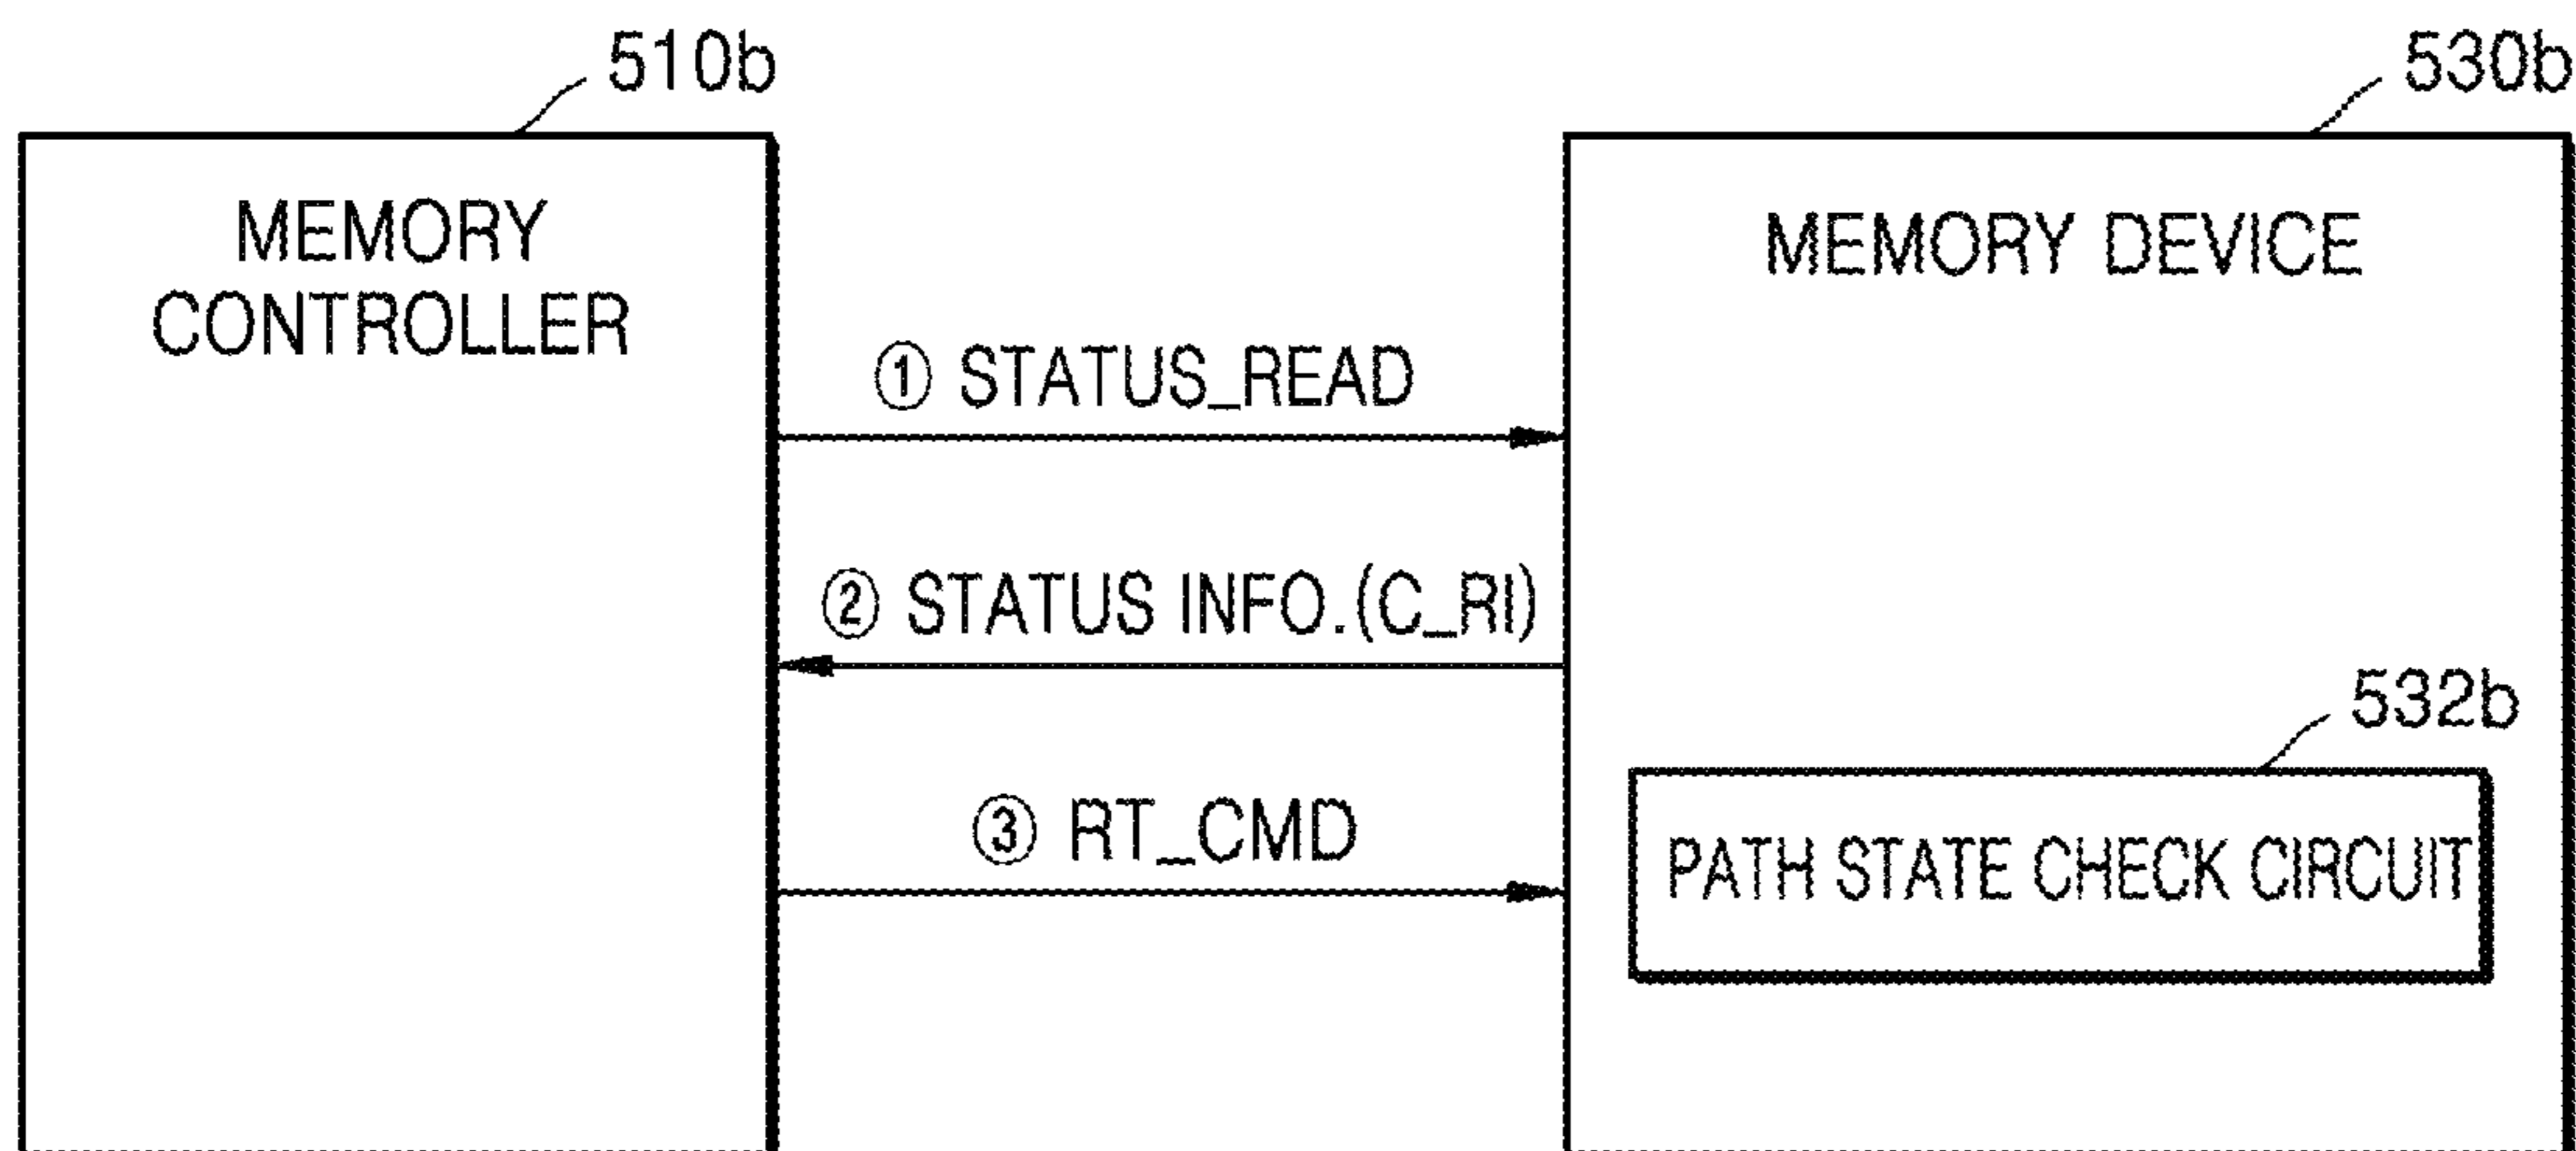 510b
530b
MEMORY
CONTROLLER
MEMORY DEVICE
① STATUS_READ
② STATUS INFO.(C_RI)
532b
③ RT_CMD
PATH STATE CHECK CIRCUIT